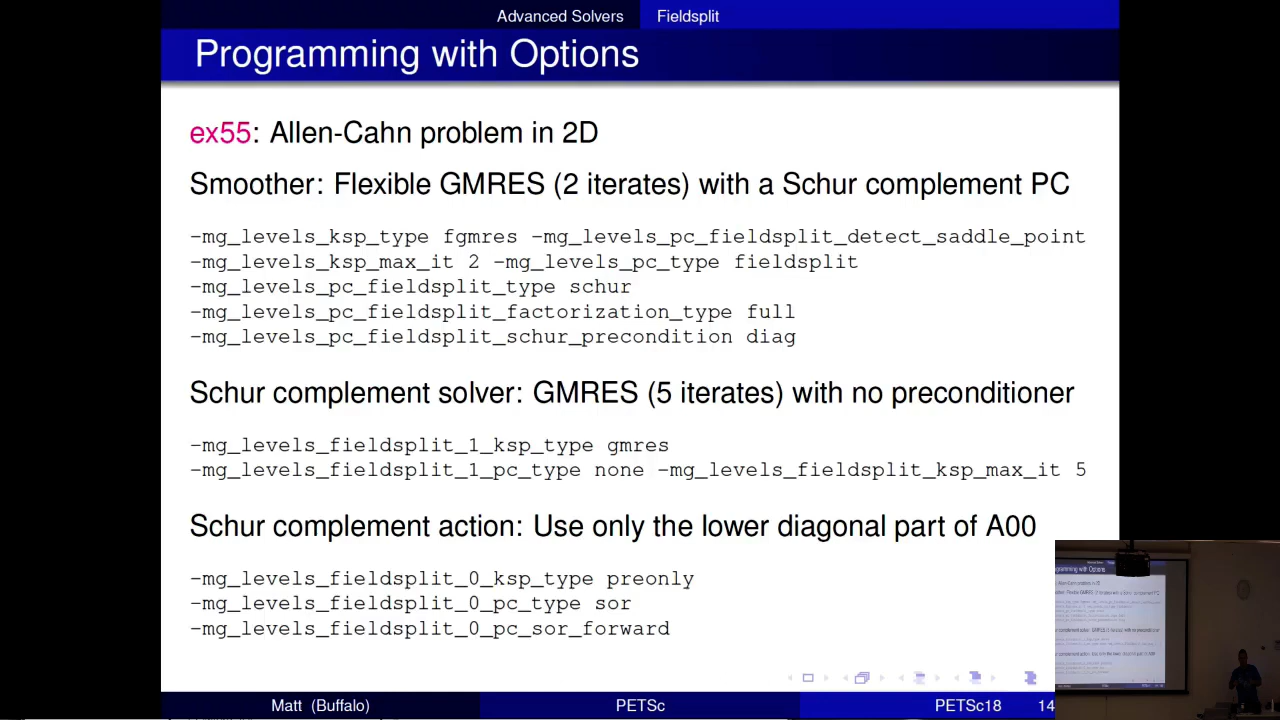 Advanced Solvers Fieldsplit
Programming with Options
ex55: Allen-Cahn problem in 2D
Smoother: Flexible GMRES (2 iterates) with a Schur complement PC
-mg_levels_ksp_type fgmres -mg_levels_pc_fieldsplit_detect_saddle_point
-mg_levels_ksp_max_it 2 -mg_levels_pc_type fieldsplit
-mg_levels_pc_fieldsplit_type schur
-mg_levels_pc_fieldsplit_factorization_type full
-mg_levels_pc_fieldsplit_schur_precondition diag
Schur complement solver: GMRES (5 iterates) with no preconditioner
-mg_levels_fieldsplit_1_ksp_type gmres
-mg_levels_fieldsplit_1_pc_type none -mg_levels_fieldsplit_ksp_max_it 5
Schur complement action: Use only the lower diagonal part of A00
-mg_levels_fieldsplit_0_ksp_type preonly
-mg_levels_fieldsplit_0_pc_type sor
-mg_levels_fieldsplit_0_pc_sor_forward
Matt (Buffalo) PETSc PETSc18 14